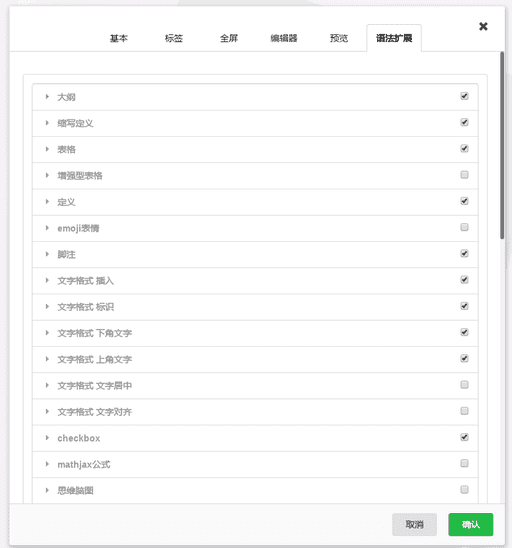 基本 标签 全屏 编辑器 预览 语法扩展
大纲
缩写定义
表格
增强型表格
定义
emoji表情
脚注
文字格式 插入
文字格式 标识
文字格式 下角文字
文字格式 上角文字
文字格式 文字居中
文字格式 文字对齐
checkbox
mathjax公式
思维脑图
取消 确认